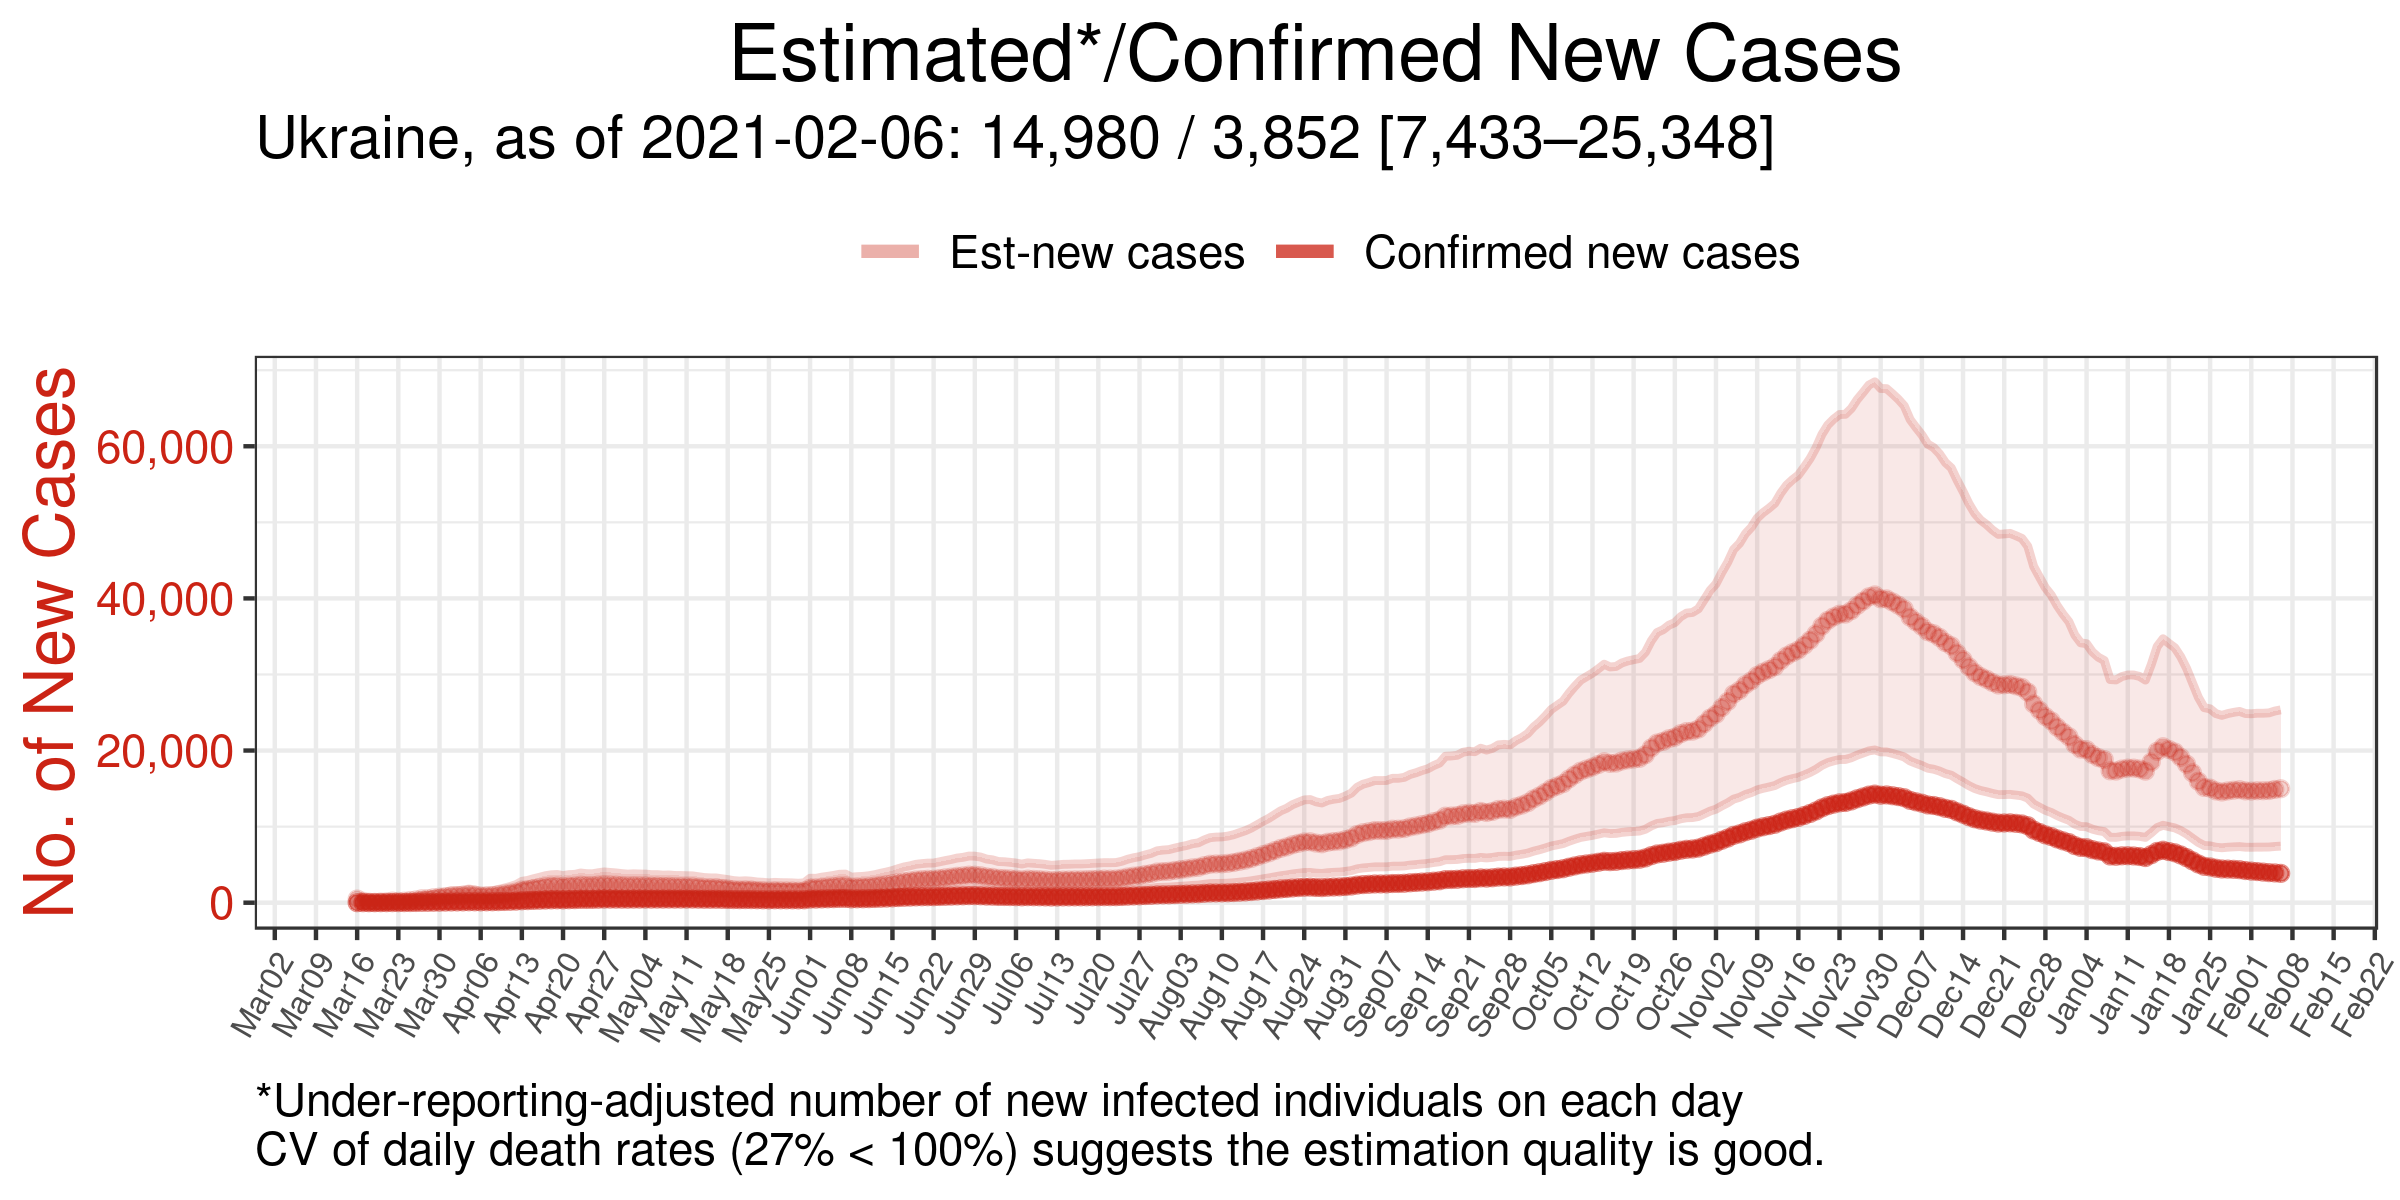 Estimated*/Confirmed New Cases
Ukraine, as of 2021-02-06: 14,980 / 3,852 [7,433–25,348]
Est-new cases Confirmed new cases
No. of New Cases
60,000
40,000
20,000
0
Mar02 Mar09 Mar16 Mar23 Mar30 Apr06 Apr13 Apr20 Apr27 May04 May11 May18 May25 Jun01 Jun08 Jun15 Jun22 Jun29 Jul06 Jul13 Jul20 Jul27 Aug03 Aug10 Aug17 Aug24 Aug31 Sep07 Sep14 Sep21 Sep28 Oct05 Oct12 Oct19 Oct26 Nov02 Nov09 Nov16 Nov23 Nov30 Dec07 Dec14 Dec21 Dec28 Jan04 Jan11 Jan18 Jan25 Feb01 Feb08 Feb15 Feb22
*Under-reporting-adjusted number of new infected individuals on each day
CV of daily death rates (27% < 100%) suggests the estimation quality is good.